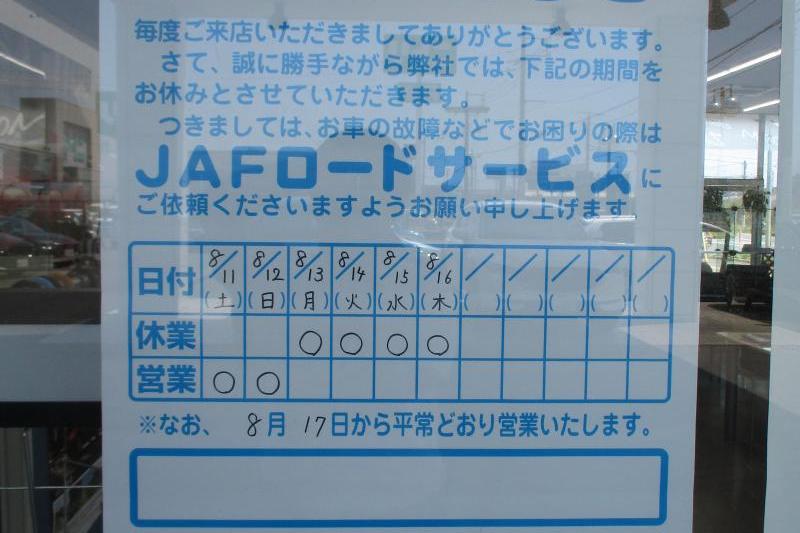 毎度ご来店いただきましてありがとうございます。
さて、誠に勝手ながら弊社では、下記の期間を
お休みとさせていただきます。
つきましては、お車の故障などでお困りの際は
JAFロードサービスに
ご依頼くださいますようお願い申し上げます
日付 8/11(土) 8/12(日) 8/13(月) 8/14(火) 8/15(水) 8/16(木) /( ) /( ) /( ) /( ) /( )
休業 ○ ○ ○ ○
営業 ○ ○
※なお、 8月 17日から平常どおり営業いたします。